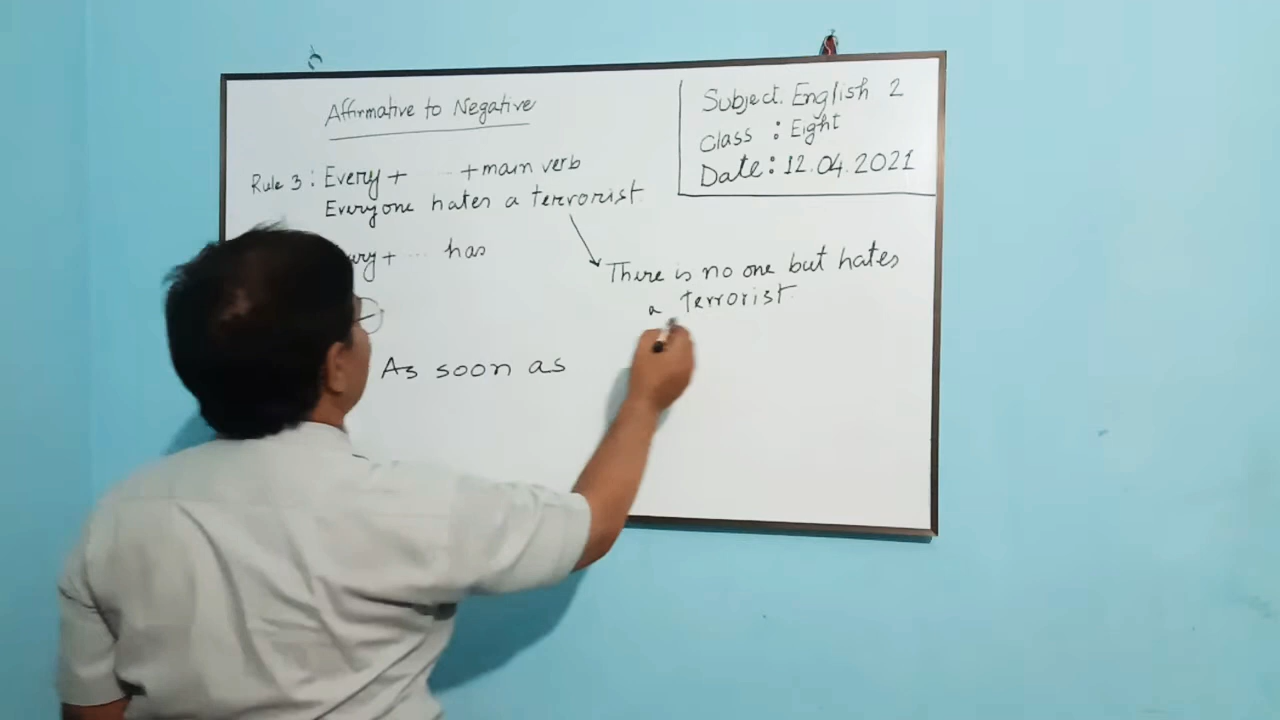 Affirmative to Negative
Subject. English 2
Class : Eight
Date: 12.04.2021
Rule 3: Every + ... + main verb
Everyone hates a terrorist.
+ ... has
As soon as
There is no one but hates
a terrorist.